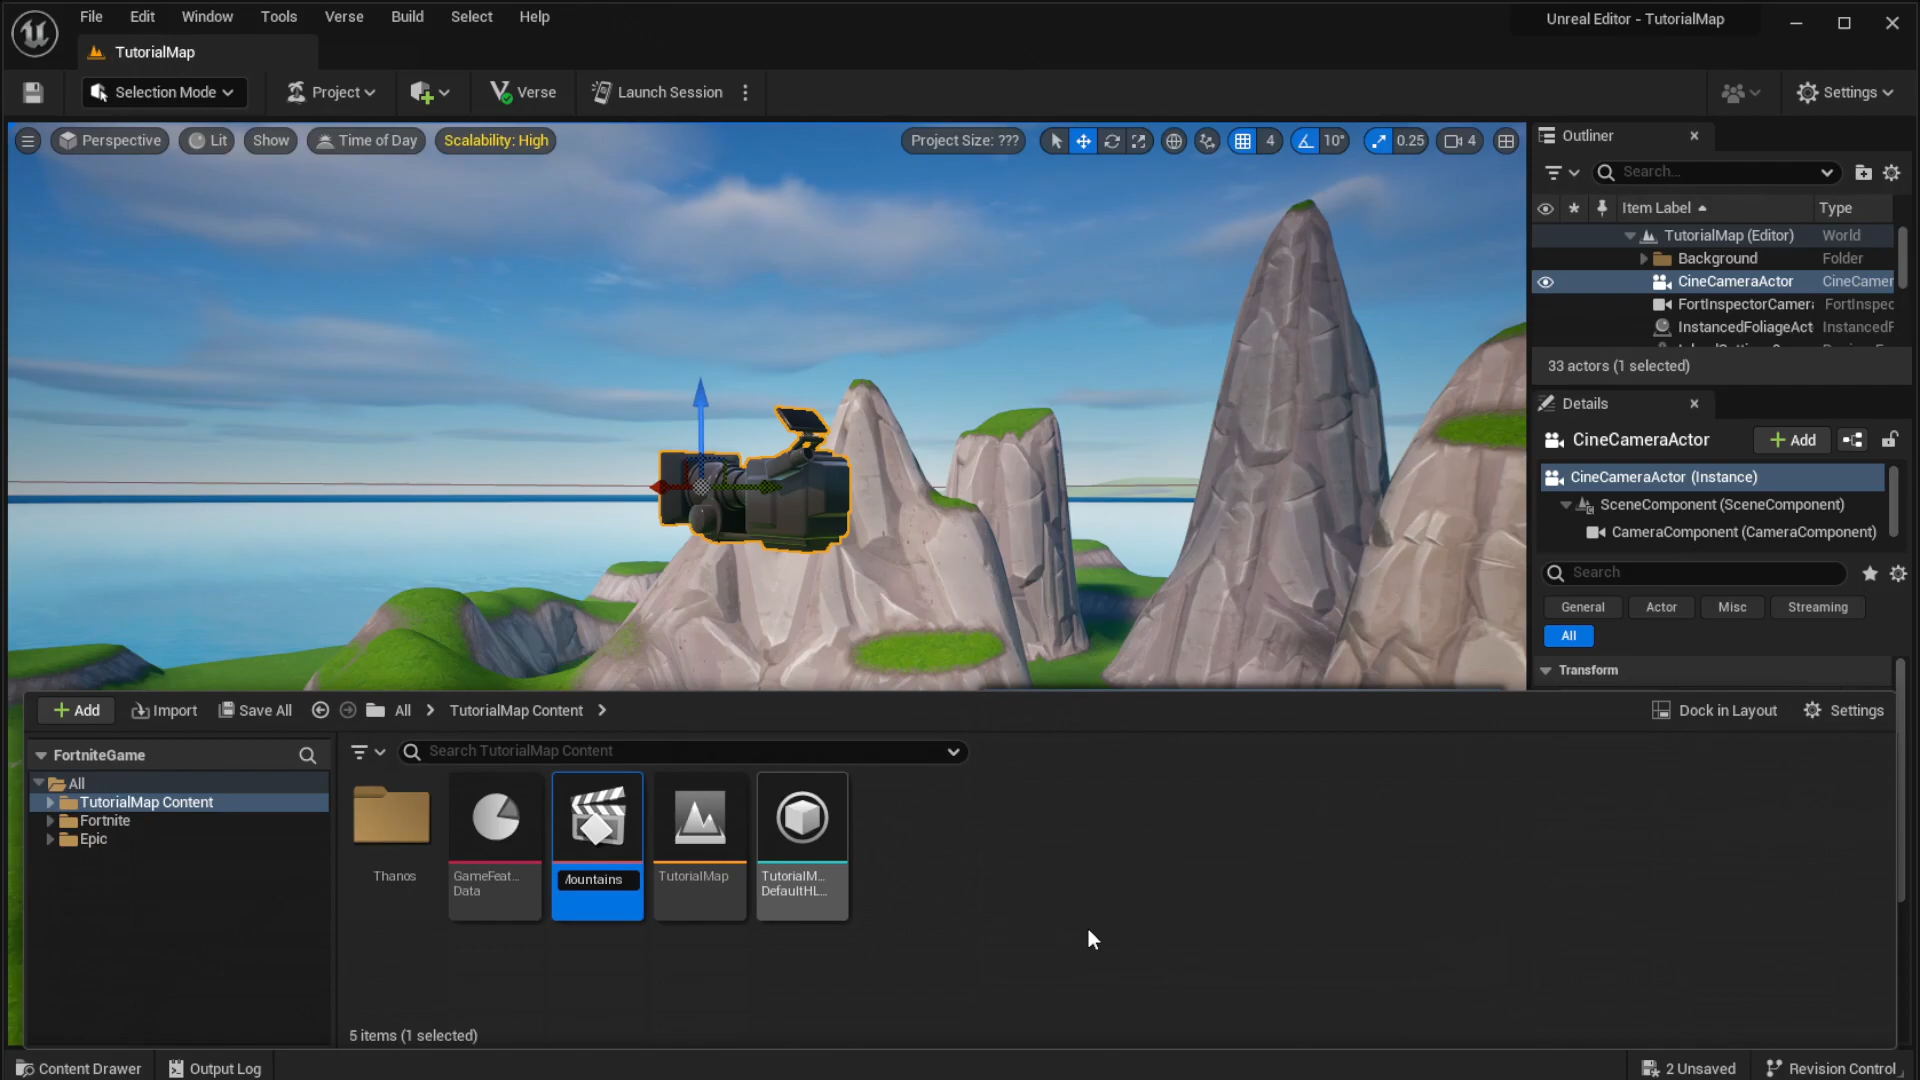 File Edit Window Tools Verse Build Select Help
Unreal Editor - TutorialMap
TutorialMap
Selection Mode Project Verse Launch Session Settings
Perspective Lit Show Time of Day Scalability: High Project Size: ??? 4 10° 0.25 4
Outliner
Search...
Item Label Type
TutorialMap (Editor) World
Background Folder
CineCameraActor CineCamer
FortInspectorCamera FortInspec
InstancedFoliageAct InstancedF
33 actors (1 selected)
Details
CineCameraActor Add
CineCameraActor (Instance)
SceneComponent (SceneComponent)
CameraComponent (CameraComponent)
Search
General Actor Misc Streaming
All
Transform
Add Import Save All All TutorialMap Content Dock in Layout Settings
FortniteGame
All
TutorialMap Content
Fortnite
Epic
Search TutorialMap Content
Thanos
GameFeat...
Data
Mountains
TutorialMap
TutorialM...
DefaultHL...
5 items (1 selected)
Content Drawer Output Log 2 Unsaved Revision Control